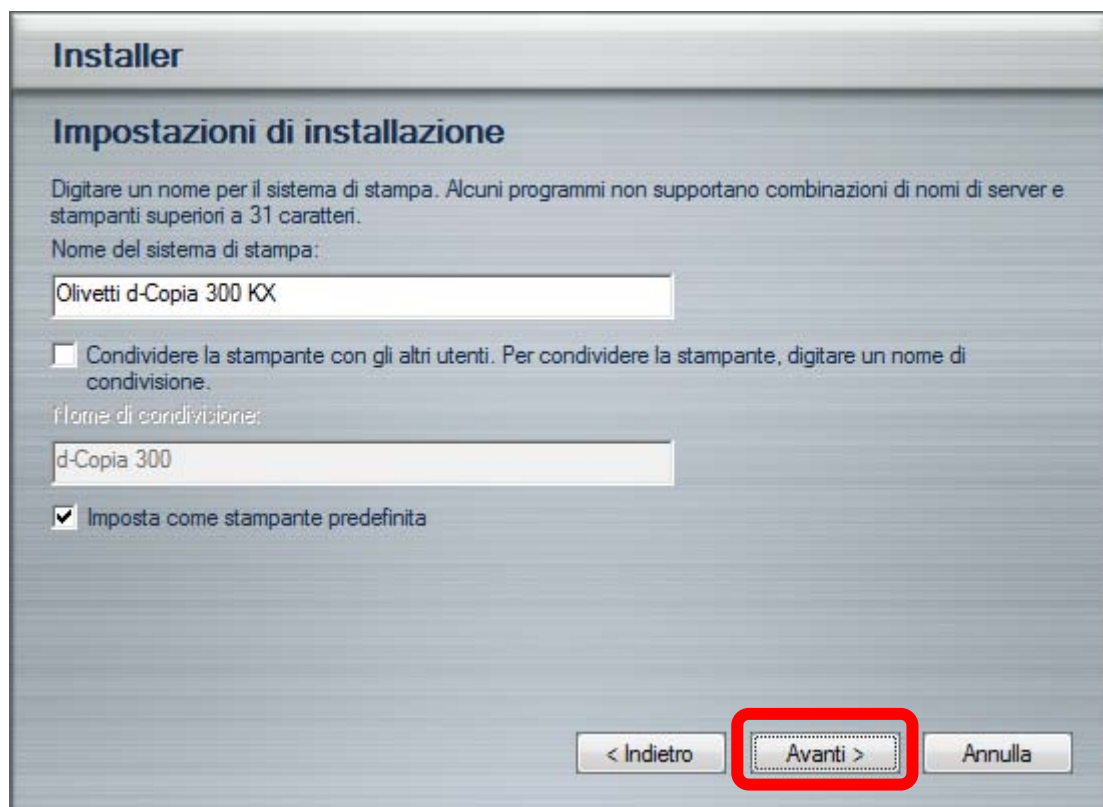 Installer
Impostazioni di installazione
Digitare un nome per il sistema di stampa. Alcuni programmi non supportano combinazioni di nomi di server e
stampanti superiori a 31 caratteri.
Nome del sistema di stampa:
Olivetti d-Copia 300 KX
Condividere la stampante con gli altri utenti. Per condividere la stampante, digitare un nome di
condivisione.
Nome di condivisione:
d-Copia 300
Imposta come stampante predefinita
< Indietro Avanti > Annulla